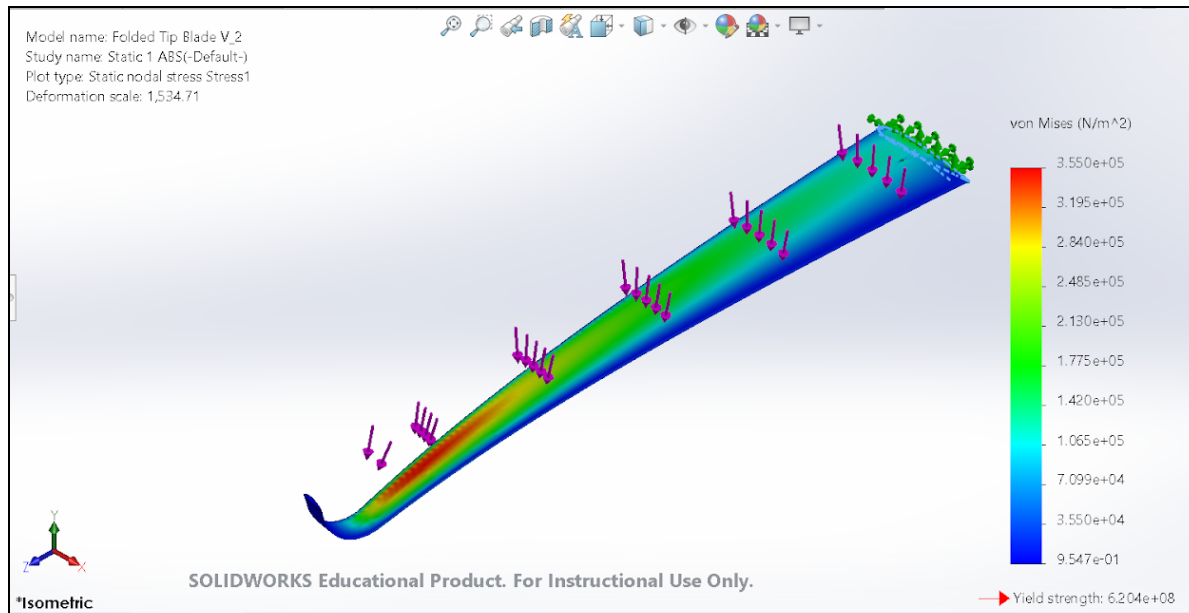 Model name: Folded Tip Blade V_2
Study name: Static 1 ABS(-Default-)
Plot type: Static nodal stress Stress1
Deformation scale: 1,534.71
von Mises (N/m^2)
3.550e+05
3.195e+05
2.840e+05
2.485e+05
2.130e+05
1.775e+05
1.420e+05
1.065e+05
7.099e+04
3.550e+04
9.547e-01
Yield strength: 6.204e+08
Y
Z
X
SOLIDWORKS Educational Product. For Instructional Use Only.
*Isometric